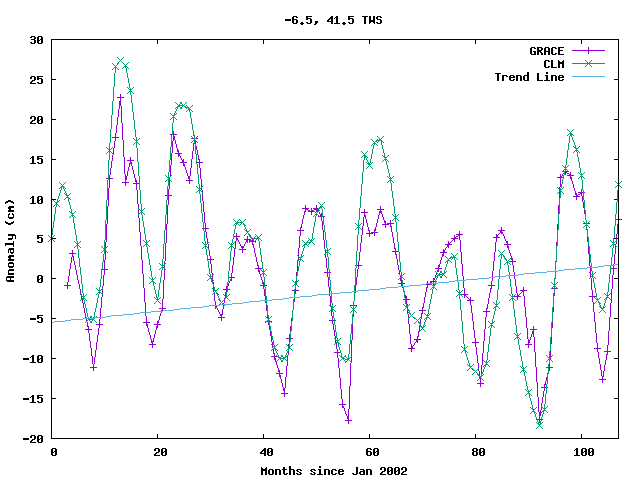 -6.5, 41.5 TWS
GRACE
CLM
Trend Line
30
25
20
15
10
5
0
-5
-10
-15
-20
Anomaly (cm)
0 20 40 60 80 100
Months since Jan 2002